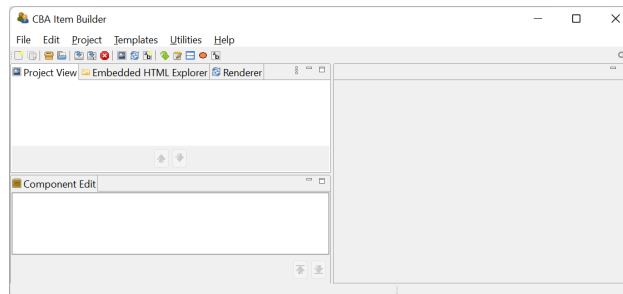 CBA Item Builder
File Edit Project Templates Utilities Help
Project View Embedded HTML Explorer Renderer
Component Edit